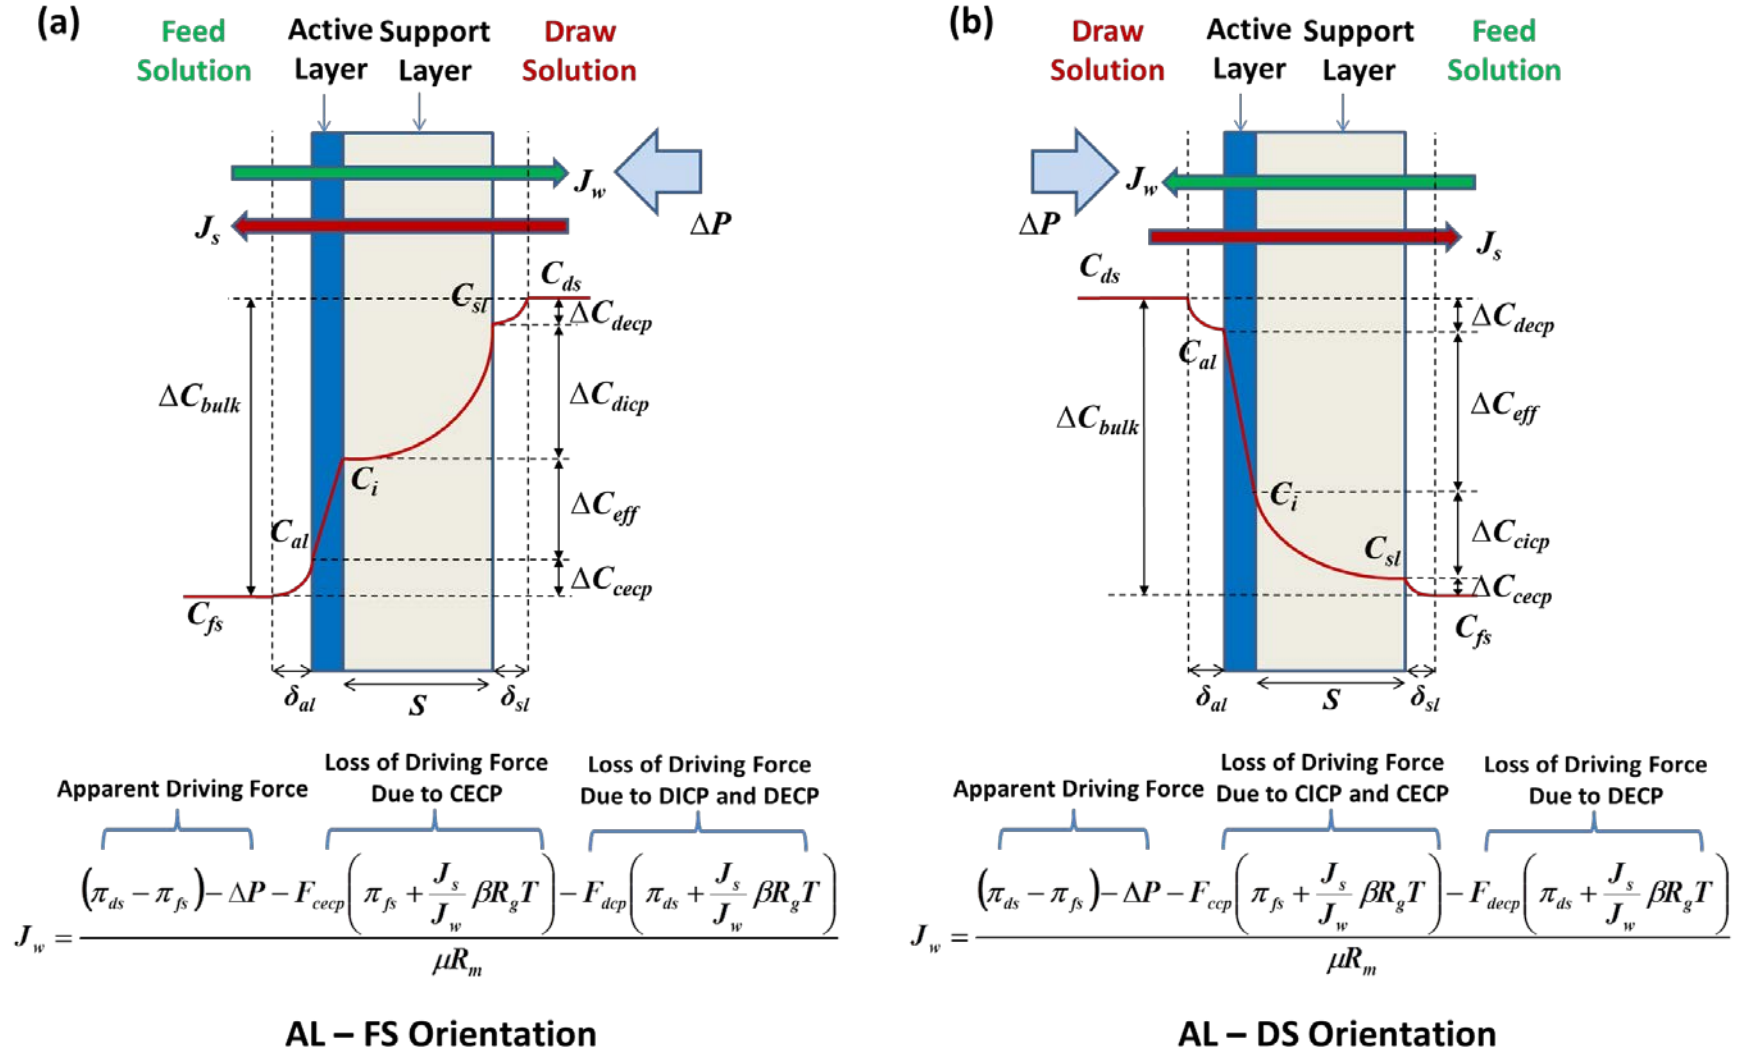 (a)
Feed
Solution
Active
Layer
Support
Layer
Draw
Solution
J_w
ΔP
J_s
C_ds
C_sl
ΔC_decp
ΔC_bulk
ΔC_dicp
C_i
ΔC_eff
C_al
ΔC_cecp
C_fs
δ_al
S
δ_sl
Apparent Driving Force
Loss of Driving Force
Due to CECP
Loss of Driving Force
Due to DICP and DECP
J_w = ((π_ds − π_fs) − ΔP − F_cecp(π_fs + J_s/J_w βR_gT) − F_dcp(π_ds + J_s/J_w βR_gT)) / μR_m
AL – FS Orientation
(b)
Draw
Solution
Active
Layer
Support
Layer
Feed
Solution
ΔP
J_w
J_s
C_ds
ΔC_decp
C_al
ΔC_bulk
ΔC_eff
C_i
C_sl
ΔC_cicp
ΔC_cecp
C_fs
δ_al
S
δ_sl
Apparent Driving Force
Loss of Driving Force
Due to CICP and CECP
Loss of Driving Force
Due to DECP
J_w = ((π_ds − π_fs) − ΔP − F_ccp(π_fs + J_s/J_w βR_gT) − F_decp(π_ds + J_s/J_w βR_gT)) / μR_m
AL – DS Orientation